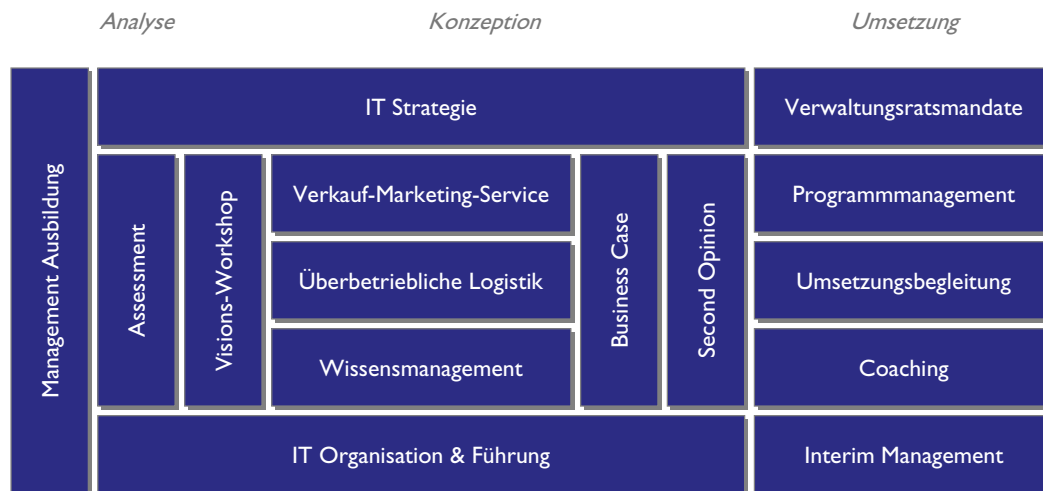 Analyse
Konzeption
Umsetzung
Management Ausbildung
IT Strategie
Verwaltungsratsmandate
Assessment
Visions-Workshop
Verkauf-Marketing-Service
Überbetriebliche Logistik
Wissensmanagement
Business Case
Second Opinion
Programmmanagement
Umsetzungsbegleitung
Coaching
IT Organisation & Führung
Interim Management